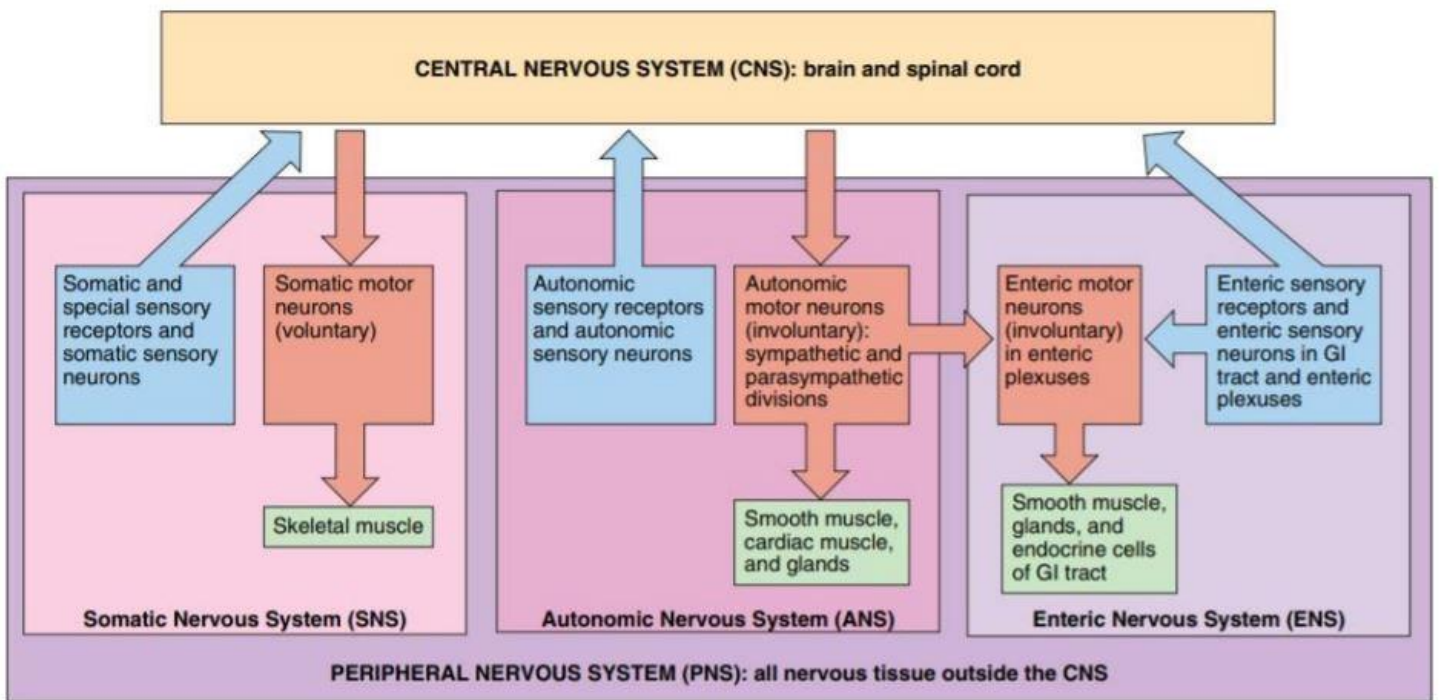 CENTRAL NERVOUS SYSTEM (CNS): brain and spinal cord
Somatic and
special sensory
receptors and
somatic sensory
neurons
Somatic motor
neurons
(voluntary)
Skeletal muscle
Somatic Nervous System (SNS)
Autonomic
sensory receptors
and autonomic
sensory neurons
Autonomic
motor neurons
(involuntary):
sympathetic and
parasympathetic
divisions
Smooth muscle,
cardiac muscle,
and glands
Autonomic Nervous System (ANS)
Enteric motor
neurons
(involuntary)
in enteric
plexuses
Enteric sensory
receptors and
enteric sensory
neurons in GI
tract and enteric
plexuses
Smooth muscle,
glands, and
endocrine cells
of GI tract
Enteric Nervous System (ENS)
PERIPHERAL NERVOUS SYSTEM (PNS): all nervous tissue outside the CNS